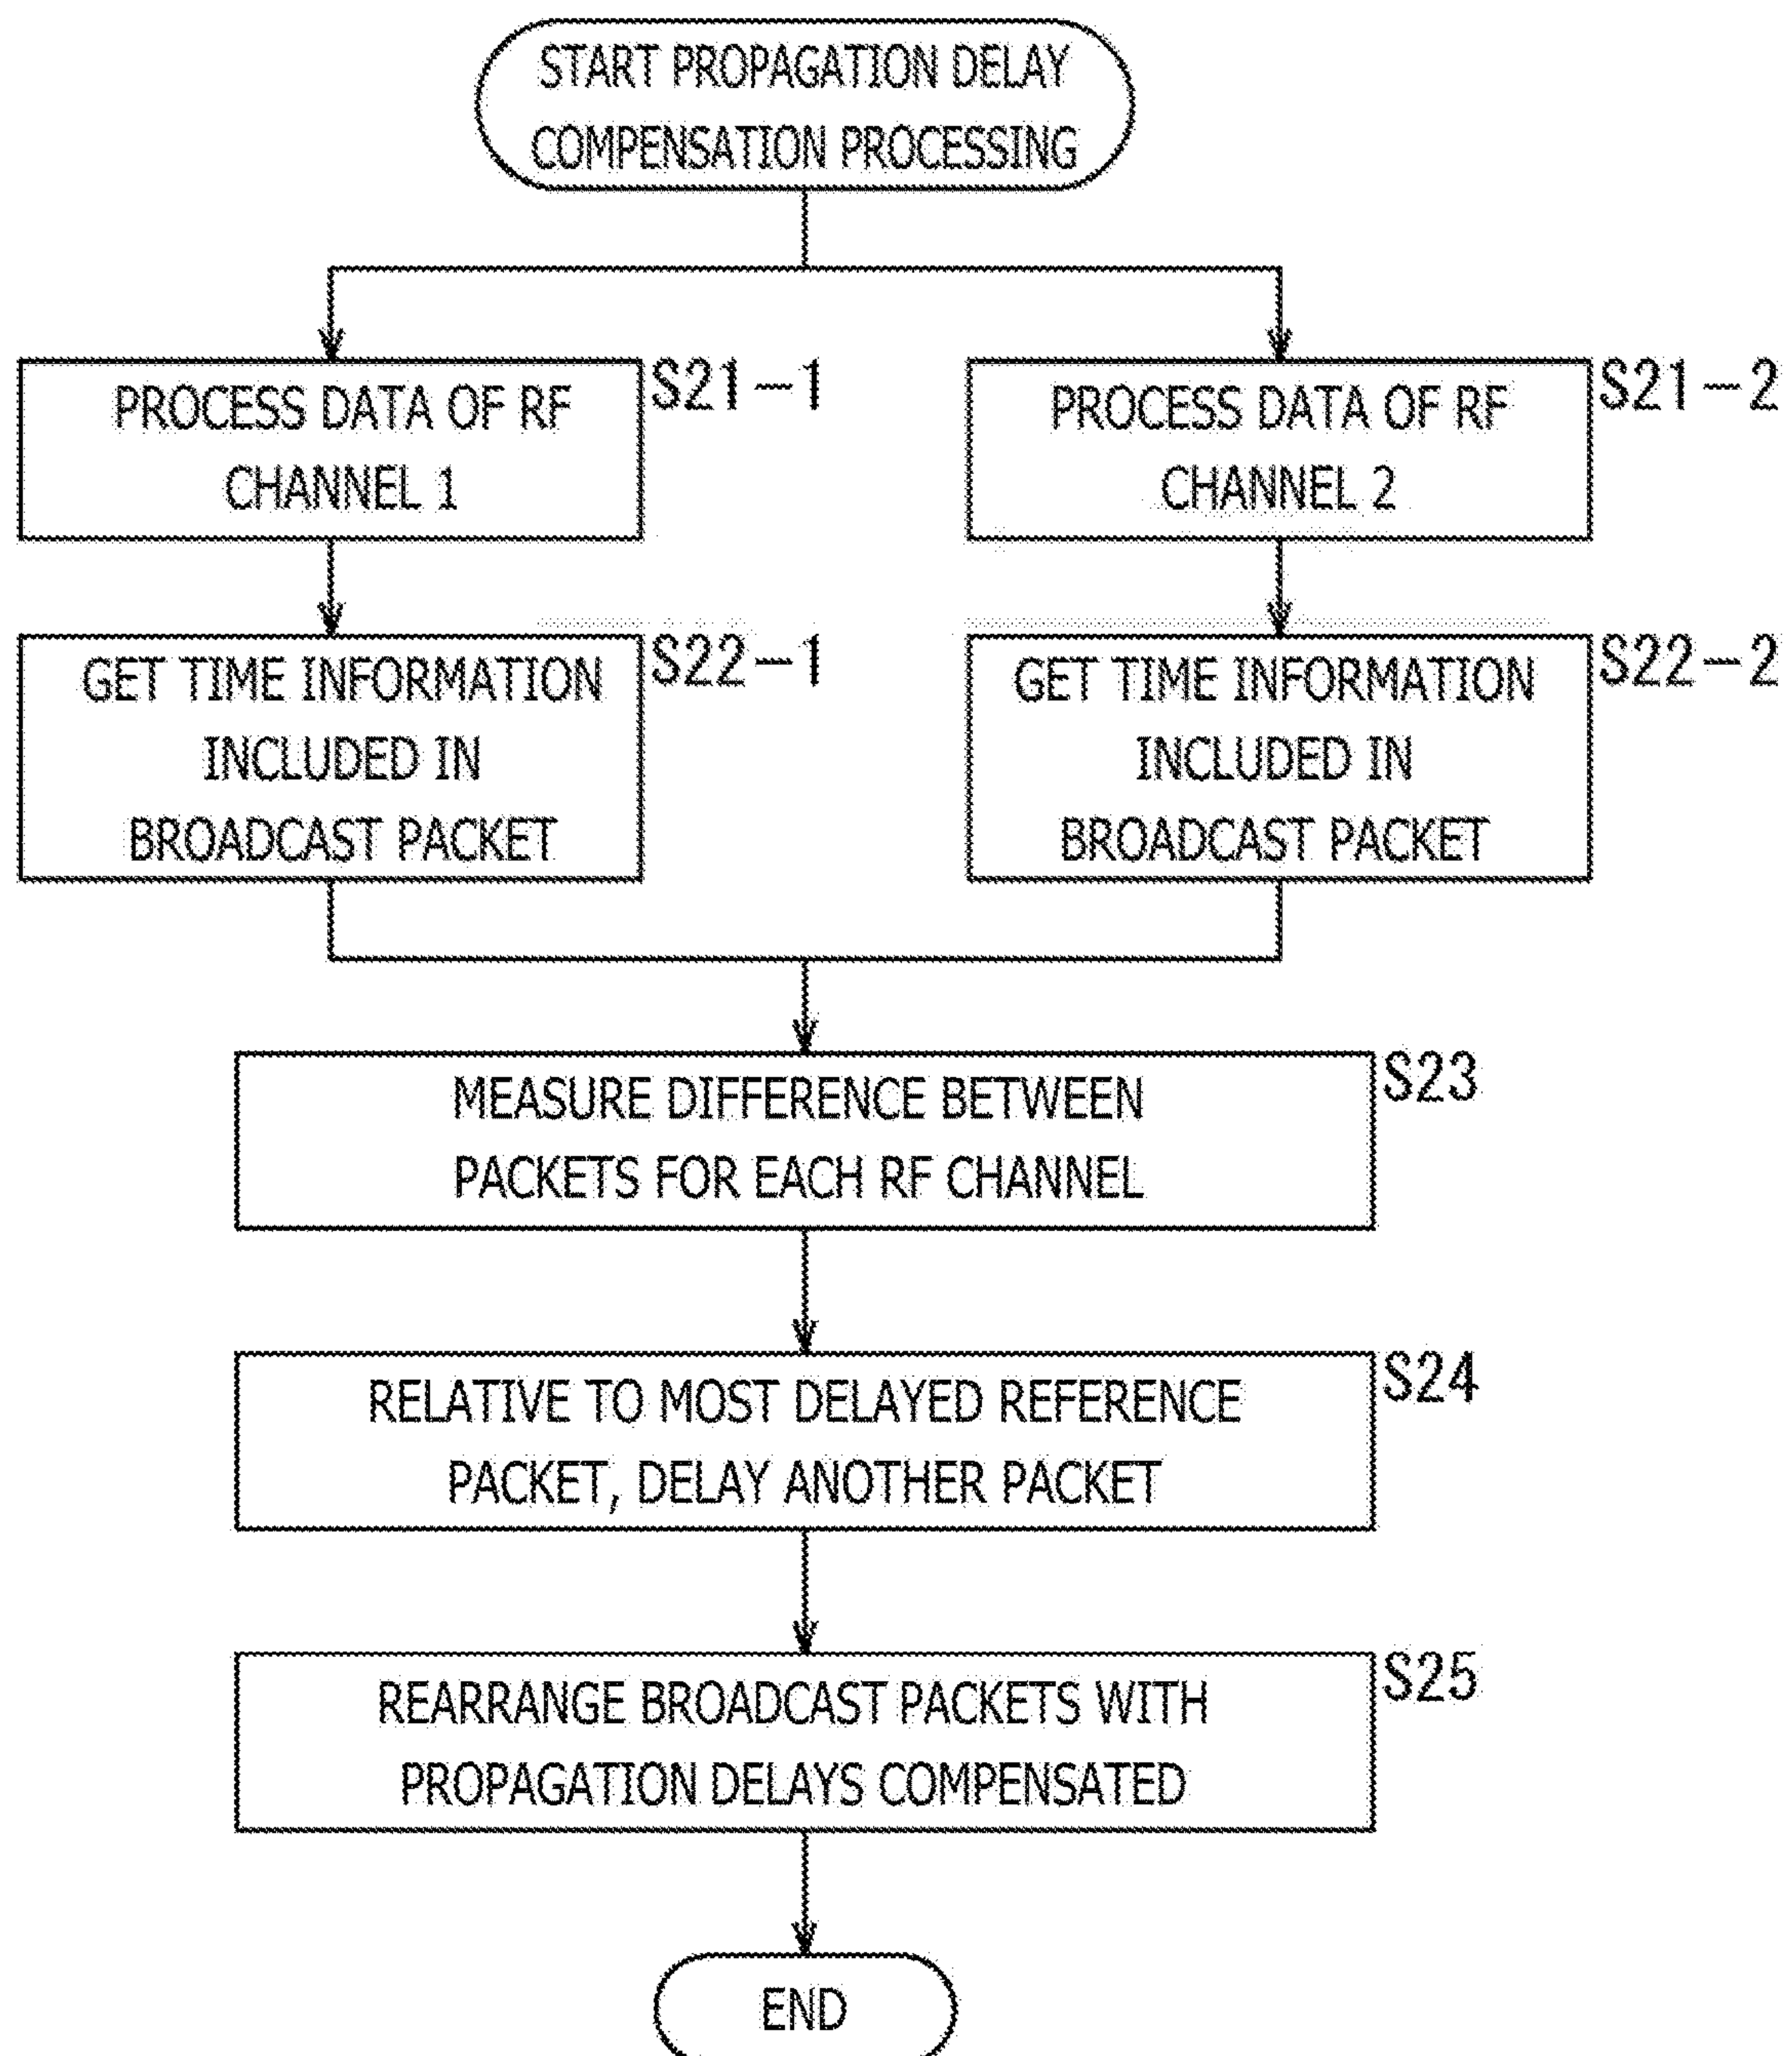 START PROPAGATION DELAY
COMPENSATION PROCESSING
PROCESS DATA OF RF
CHANNEL 1
S21-1
PROCESS DATA OF RF
CHANNEL 2
S21-2
GET TIME INFORMATION
INCLUDED IN
BROADCAST PACKET
S22-1
GET TIME INFORMATION
INCLUDED IN
BROADCAST PACKET
S22-2
MEASURE DIFFERENCE BETWEEN
PACKETS FOR EACH RF CHANNEL
S23
RELATIVE TO MOST DELAYED REFERENCE
PACKET, DELAY ANOTHER PACKET
S24
REARRANGE BROADCAST PACKETS WITH
PROPAGATION DELAYS COMPENSATED
S25
END